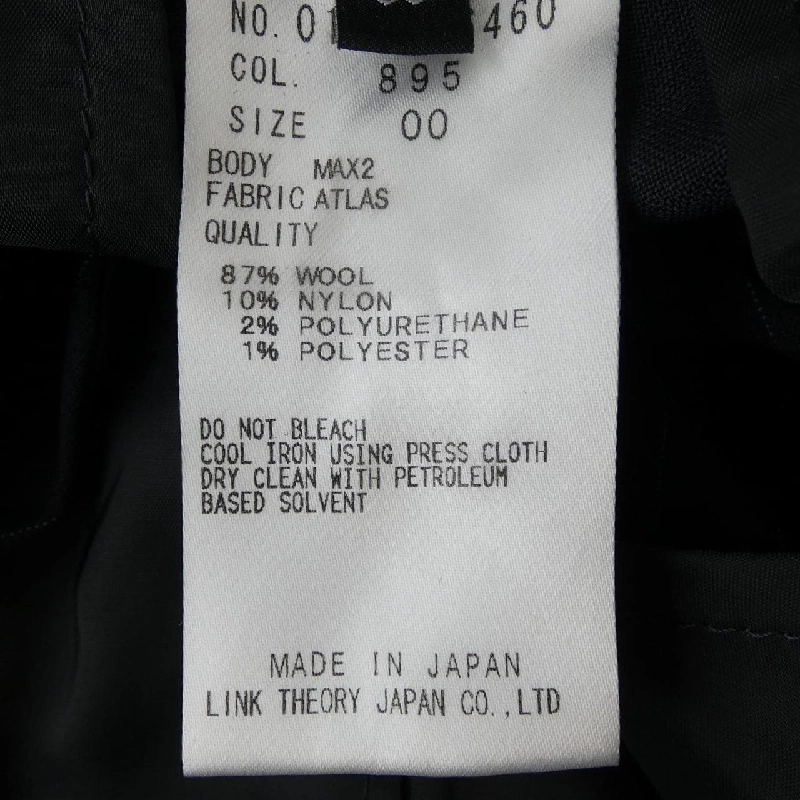 NO. 01 460
COL. 895
SIZE 00
BODY MAX2
FABRIC ATLAS
QUALITY
87% WOOL
10% NYLON
2% POLYURETHANE
1% POLYESTER
DO NOT BLEACH
COOL IRON USING PRESS CLOTH
DRY CLEAN WITH PETROLEUM
BASED SOLVENT
MADE IN JAPAN
LINK THEORY JAPAN CO.,LTD